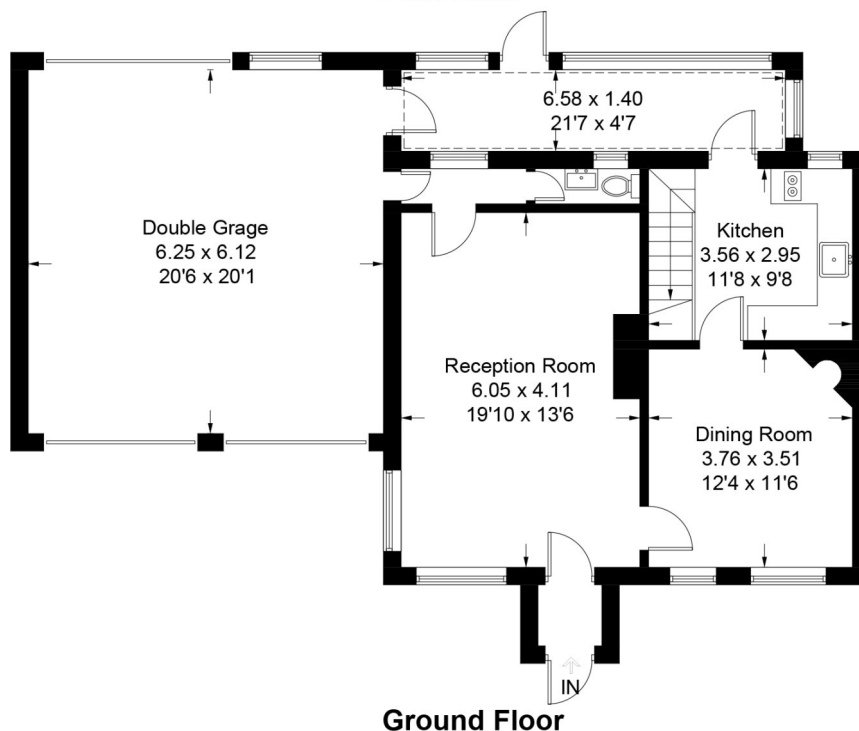 6.58 x 1.40
21'7 x 4'7
Double Grage
6.25 x 6.12
20'6 x 20'1
Kitchen
3.56 x 2.95
11'8 x 9'8
Reception Room
6.05 x 4.11
19'10 x 13'6
Dining Room
3.76 x 3.51
12'4 x 11'6
IN
Ground Floor